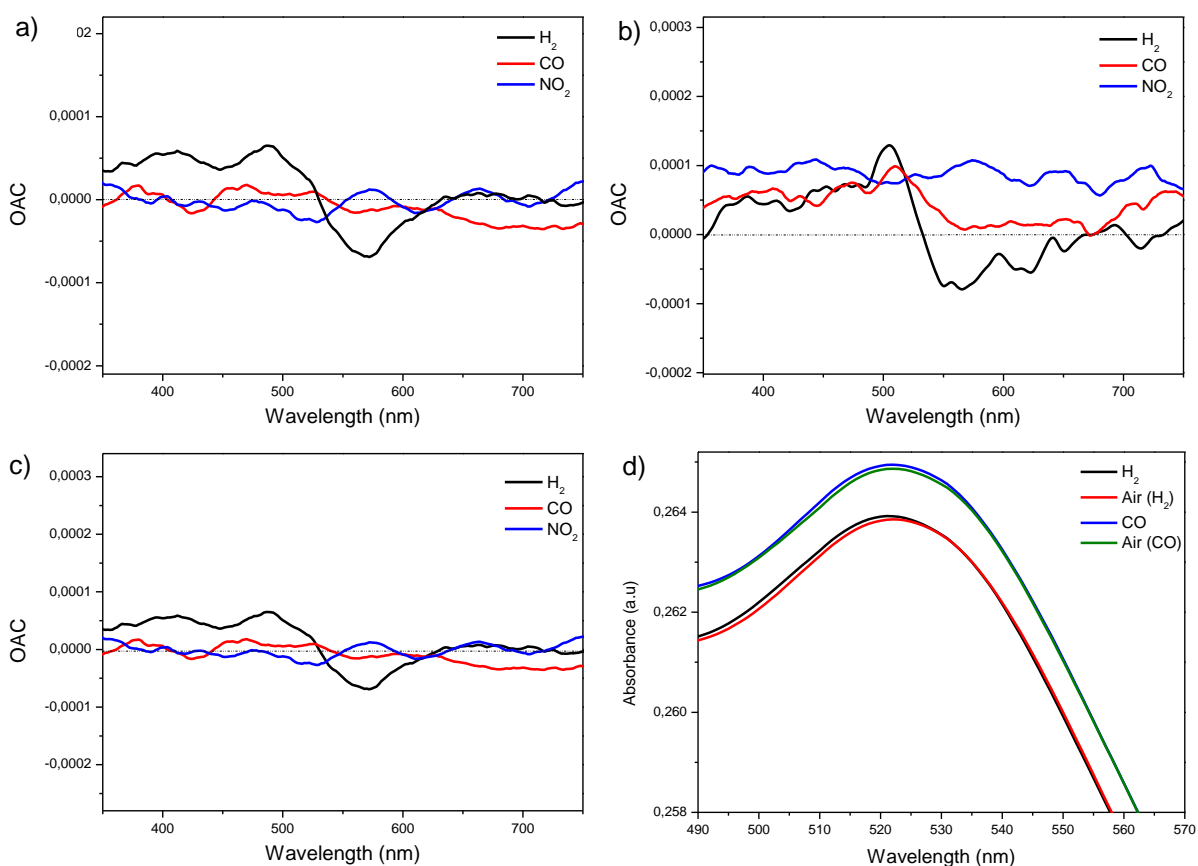 a)
02
0,0001
0,0000
-0,0001
-0,0002
OAC
400 500 600 700
Wavelength (nm)
H₂
CO
NO₂
b)
0,0003
0,0002
0,0001
0,0000
-0,0001
-0,0002
OAC
400 500 600 700
Wavelength (nm)
H₂
CO
NO₂
c)
0,0003
0,0001
0,0000
-0,0001
-0,0002
OAC
400 500 600 700
Wavelength (nm)
H₂
CO
NO₂
d)
0,264
0,262
0,260
0,258
Absorbance (a.u)
490 500 510 520 530 540 550 560 570
Wavelength (nm)
H₂
Air (H₂)
CO
Air (CO)